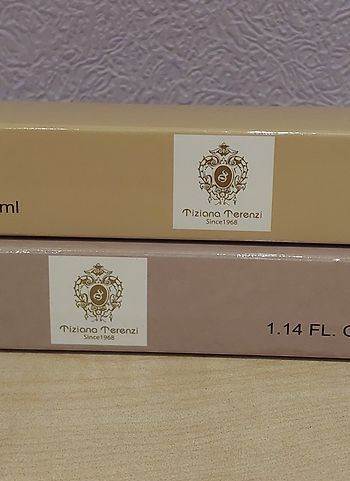 ml
Tiziana Terenzi
Since1968
Tiziana Terenzi
Since1968
1.14 FL.